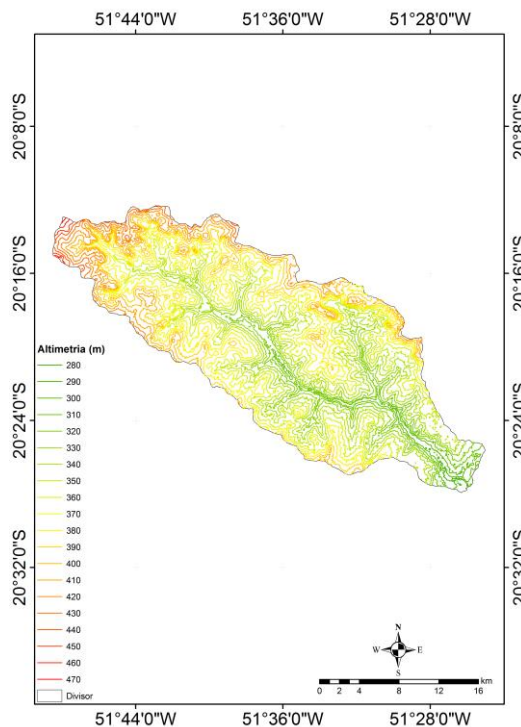 51°44'0"W 51°36'0"W 51°28'0"W
20°8'0"S 20°8'0"S
20°16'0"S 20°16'0"S
Altimetria (m)
280
290
300
310
320
330
340
350
360
370
380
390
400
410
420
430
440
450
460
470
Divisor
20°24'0"S 20°24'0"S
20°32'0"S 20°32'0"S
N
W E
S
km
0 2 4 8 12 16
51°44'0"W 51°36'0"W 51°28'0"W